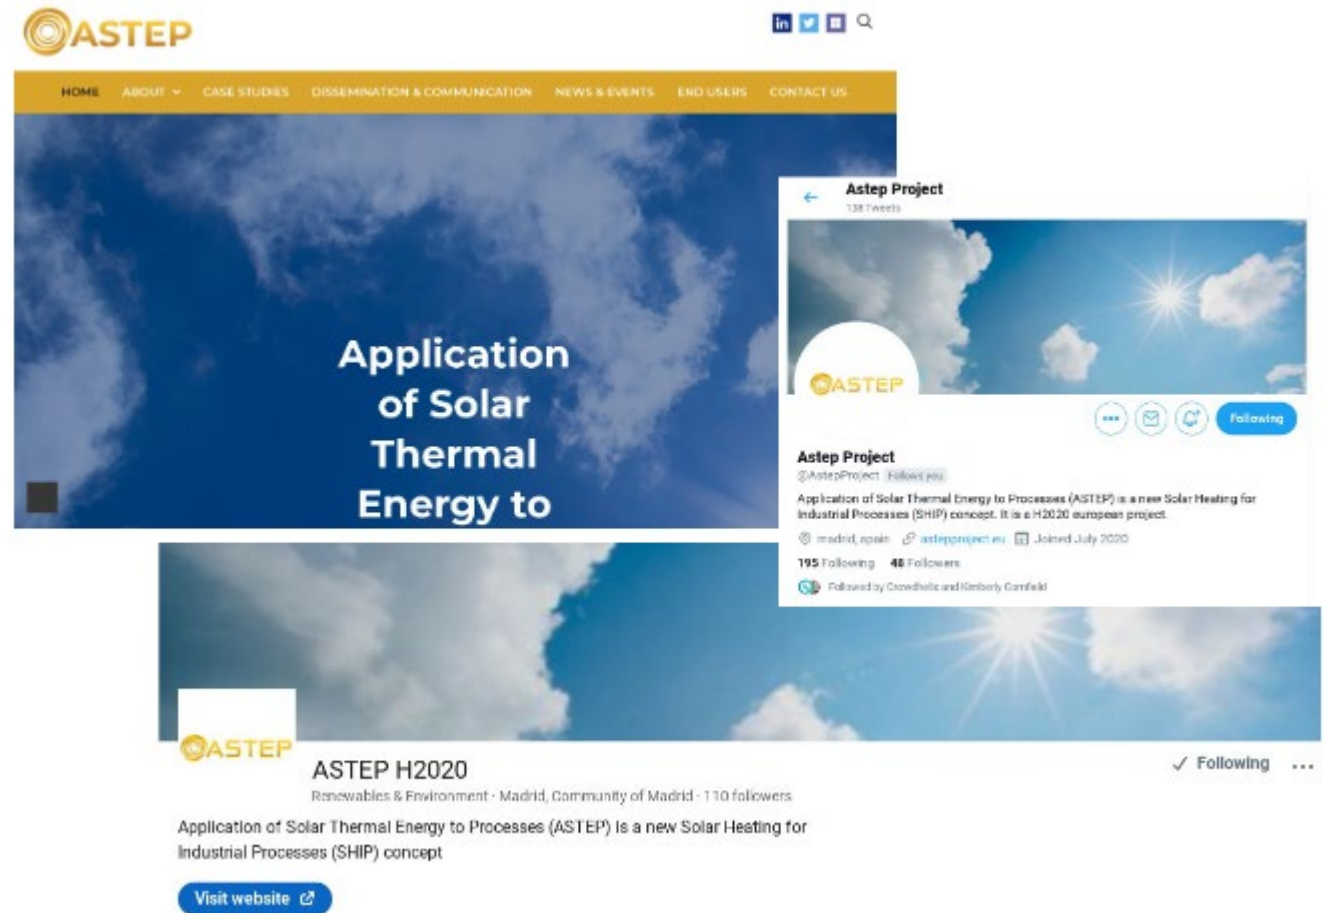 ASTEP
in
HOME ABOUT CASE STUDIES DISSEMINATION & COMMUNICATION NEWS & EVENTS END USERS CONTACT US
Application
of Solar
Thermal
Energy to
Astep Project
138 Tweets
ASTEP
Following
Astep Project
@AstepProject Follows you
Application of Solar Thermal Energy to Processes (ASTEP) is a new Solar Heating for
Industrial Processes (SHIP) concept. It is a H2020 european project.
madrid, spain astepproject.eu Joined July 2020
195 Following 48 Followers
Followed by Crowdhelix and Kimberly Cornfield
ASTEP
ASTEP H2020
Renewables & Environment · Madrid, Community of Madrid · 110 followers
Following
Application of Solar Thermal Energy to Processes (ASTEP) is a new Solar Heating for
Industrial Processes (SHIP) concept
Visit website